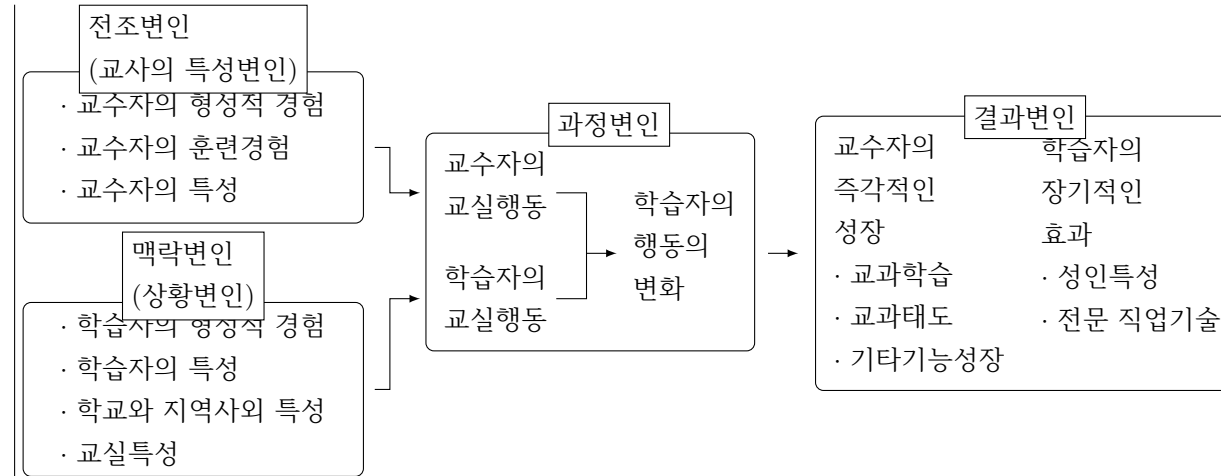 전조변인
(교사의 특성변인)
· 교수자의 형성적 경험
· 교수자의 훈련경험
· 교수자의 특성
맥락변인
(상황변인)
· 학습자의 형성적 경험
· 학습자의 특성
· 학교와 지역사외 특성
· 교실특성
과정변인
교수자의
교실행동
학습자의
교실행동
학습자의
행동의
변화
결과변인
교수자의
즉각적인
성장
· 교과학습
· 교과태도
· 기타기능성장
학습자의
장기적인
효과
· 성인특성
· 전문 직업기술